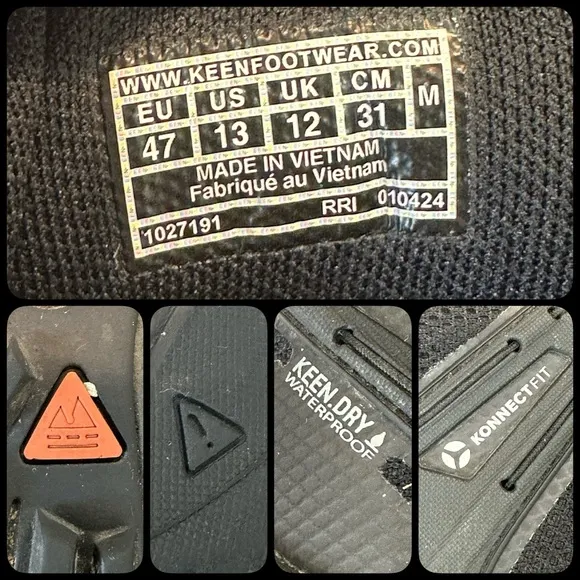 WWW.KEENFOOTWEAR.COM
EU US UK CM M
47 13 12 31
MADE IN VIETNAM
Fabriqué au Vietnam
1027191 RRI 010424
KEEN DRY
WATERPROOF
KONNECTFIT